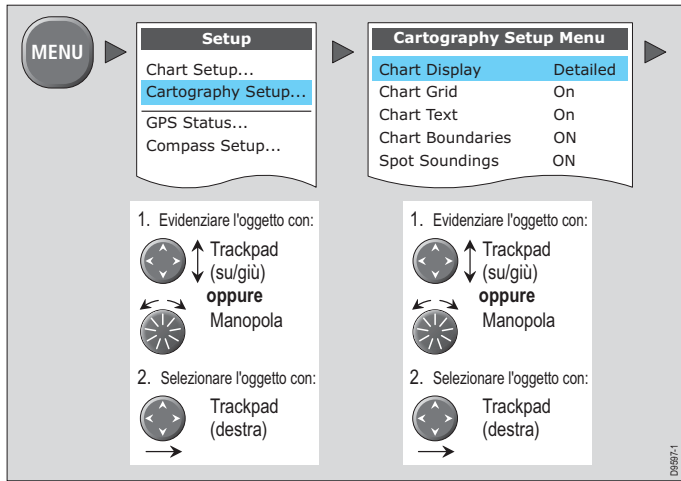 MENU
Setup
Chart Setup...
Cartography Setup...
GPS Status...
Compass Setup...
Cartography Setup Menu
Chart Display Detailed
Chart Grid On
Chart Text On
Chart Boundaries ON
Spot Soundings ON
1. Evidenziare l'oggetto con:
Trackpad
(su/giù)
oppure
Manopola
2. Selezionare l'oggetto con:
Trackpad
(destra)
1. Evidenziare l'oggetto con:
Trackpad
(su/giù)
oppure
Manopola
2. Selezionare l'oggetto con:
Trackpad
(destra)
D9597-1